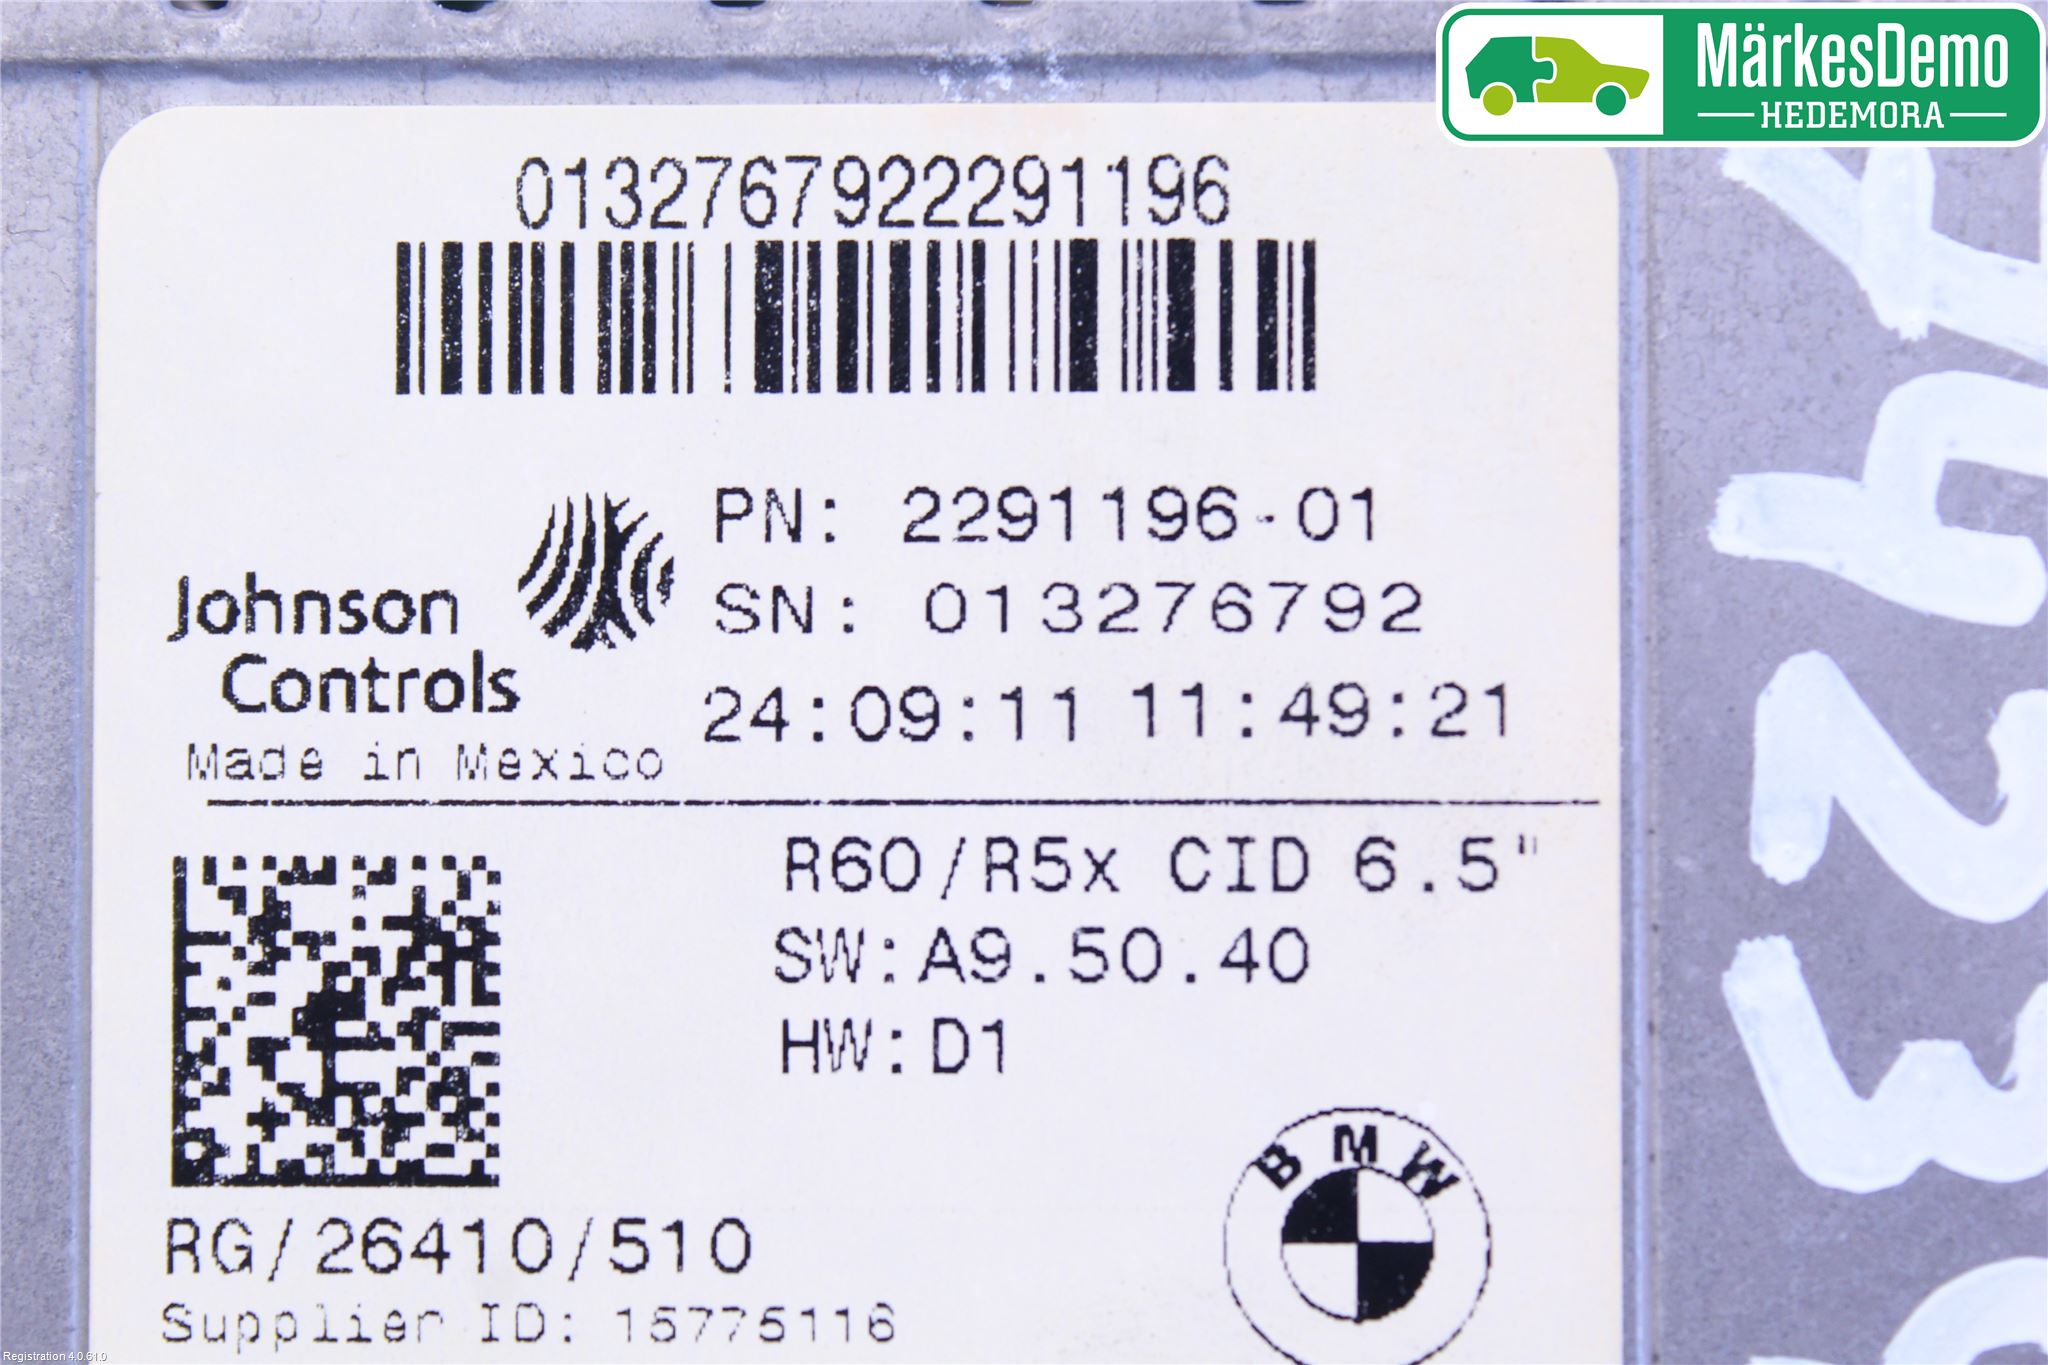 MärkesDemo
HEDEMORA
0132767922291196
PN: 2291196-01
SN: 013276792
24:09:11 11:49:21
Johnson
Controls
Made in Mexico
R60/R5x CID 6.5"
SW:A9.50.40
HW:D1
BMW
RG/26410/510
Supplier ID: 15775116
Registration 4.0.61.0